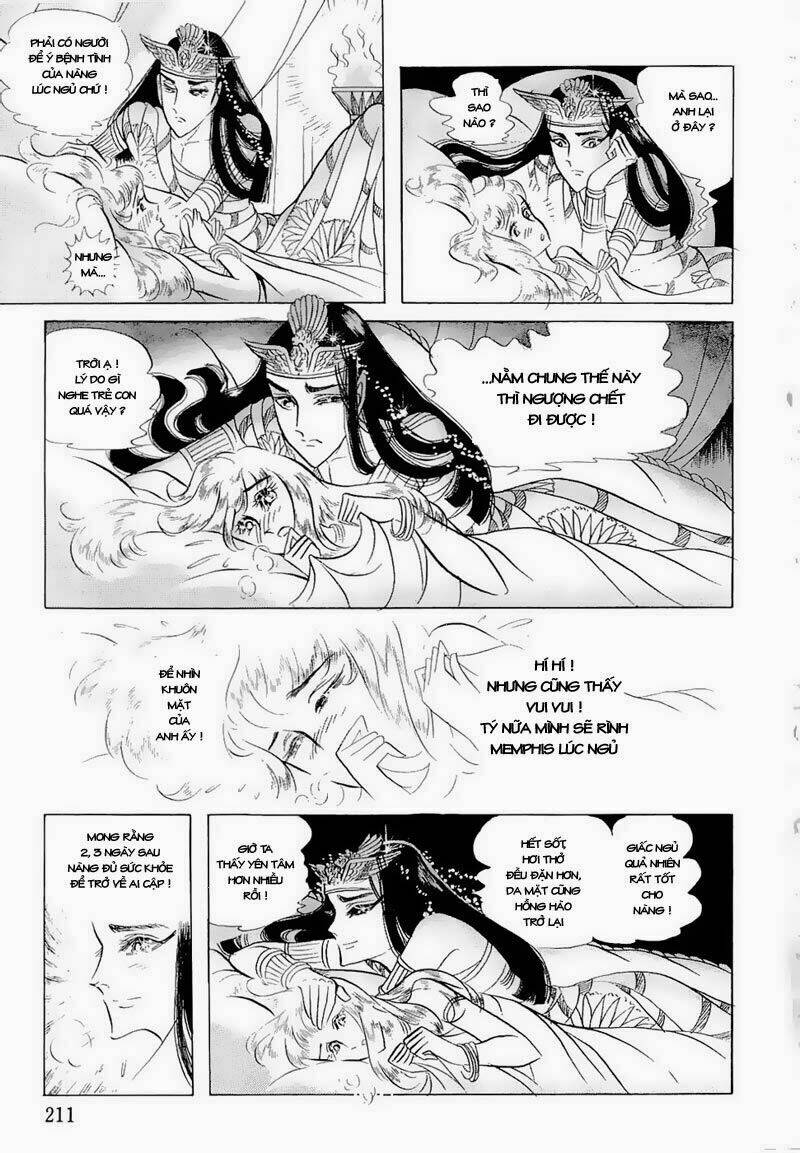 PHẢI CÓ NGƯỜI
ĐỂ Ý BỆNH TÌNH
CỦA NÀNG
LÚC NGỦ CHỨ !
NHƯNG
MÀ...
THÌ
SAO
NÀO ?
MÀ SAO...
ANH LẠI
Ở ĐÂY ?
TRỜI Ạ !
LÝ DO GÌ
NGHE TRẺ CON
QUÁ VẬY ?
...NẰM CHUNG THẾ NÀY
THÌ NGƯỢNG CHẾT
ĐI ĐƯỢC !
ĐỂ NHÌN
KHUÔN
MẶT
CỦA
ANH ẤY !
HÍ HÍ !
NHƯNG CŨNG THẤY
VUI VUI !
TÝ NỮA MÌNH SẼ RÌNH
MEMPHIS LÚC NGỦ
MONG RẰNG
2, 3 NGÀY SAU
NÀNG ĐỦ SỨC KHỎE
ĐỂ TRỞ VỀ AI CẬP !
GIỜ TA
THẤY YÊN TÂM
HƠN NHIỀU
RỒI !
HẾT SỐT,
HƠI THỞ
ĐỀU ĐẶN HƠN,
DA MẶT CŨNG
HỒNG HÀO
TRỞ LẠI
GIẤC NGỦ
QUẢ NHIÊN
RẤT TỐT
CHO
NÀNG !
211